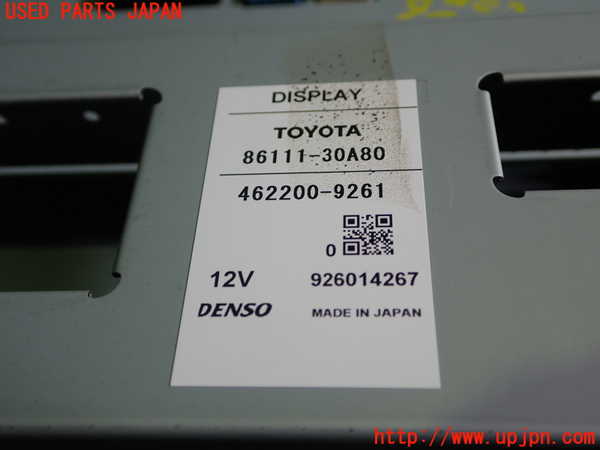 USED PARTS JAPAN
DISPLAY
TOYOTA
86111-30A80
462200-9261
0
12V
926014267
DENSO
MADE IN JAPAN
http://www.upjpn.com/